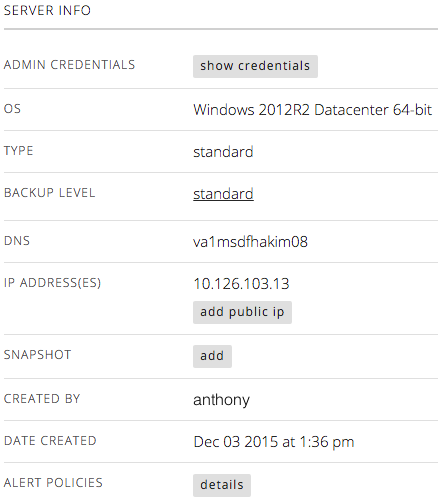 SERVER INFO
ADMIN CREDENTIALS show credentials
OS Windows 2012R2 Datacenter 64-bit
TYPE standard
BACKUP LEVEL standard
DNS va1msdfhakim08
IP ADDRESS(ES) 10.126.103.13
add public ip
SNAPSHOT add
CREATED BY anthony
DATE CREATED Dec 03 2015 at 1:36 pm
ALERT POLICIES details